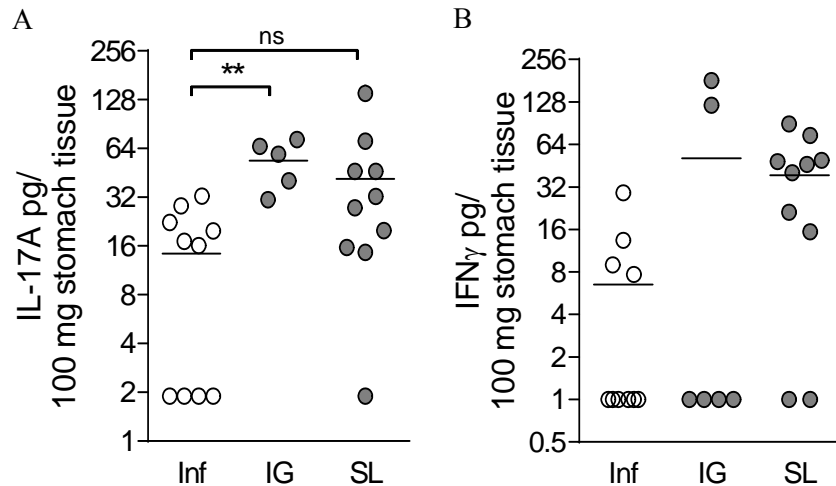 A
ns
**
IL-17A pg/
100 mg stomach tissue
256
128
64
32
16
8
4
2
1
Inf IG SL
B
IFNγ pg/
100 mg stomach tissue
256
128
64
32
16
8
4
2
1
0.5
Inf IG SL